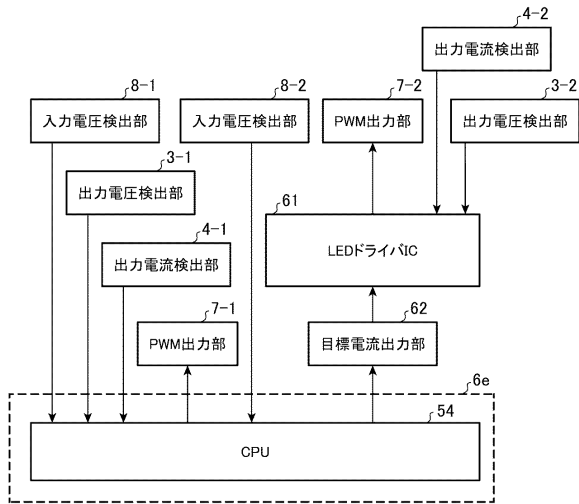 4-2
出力電流検出部
8-1
8-2
7-2
3-2
入力電圧検出部
入力電圧検出部
PWM出力部
出力電圧検出部
3-1
出力電圧検出部
61
LEDドライバIC
4-1
出力電流検出部
7-1
62
PWM出力部
目標電流出力部
6e
54
CPU